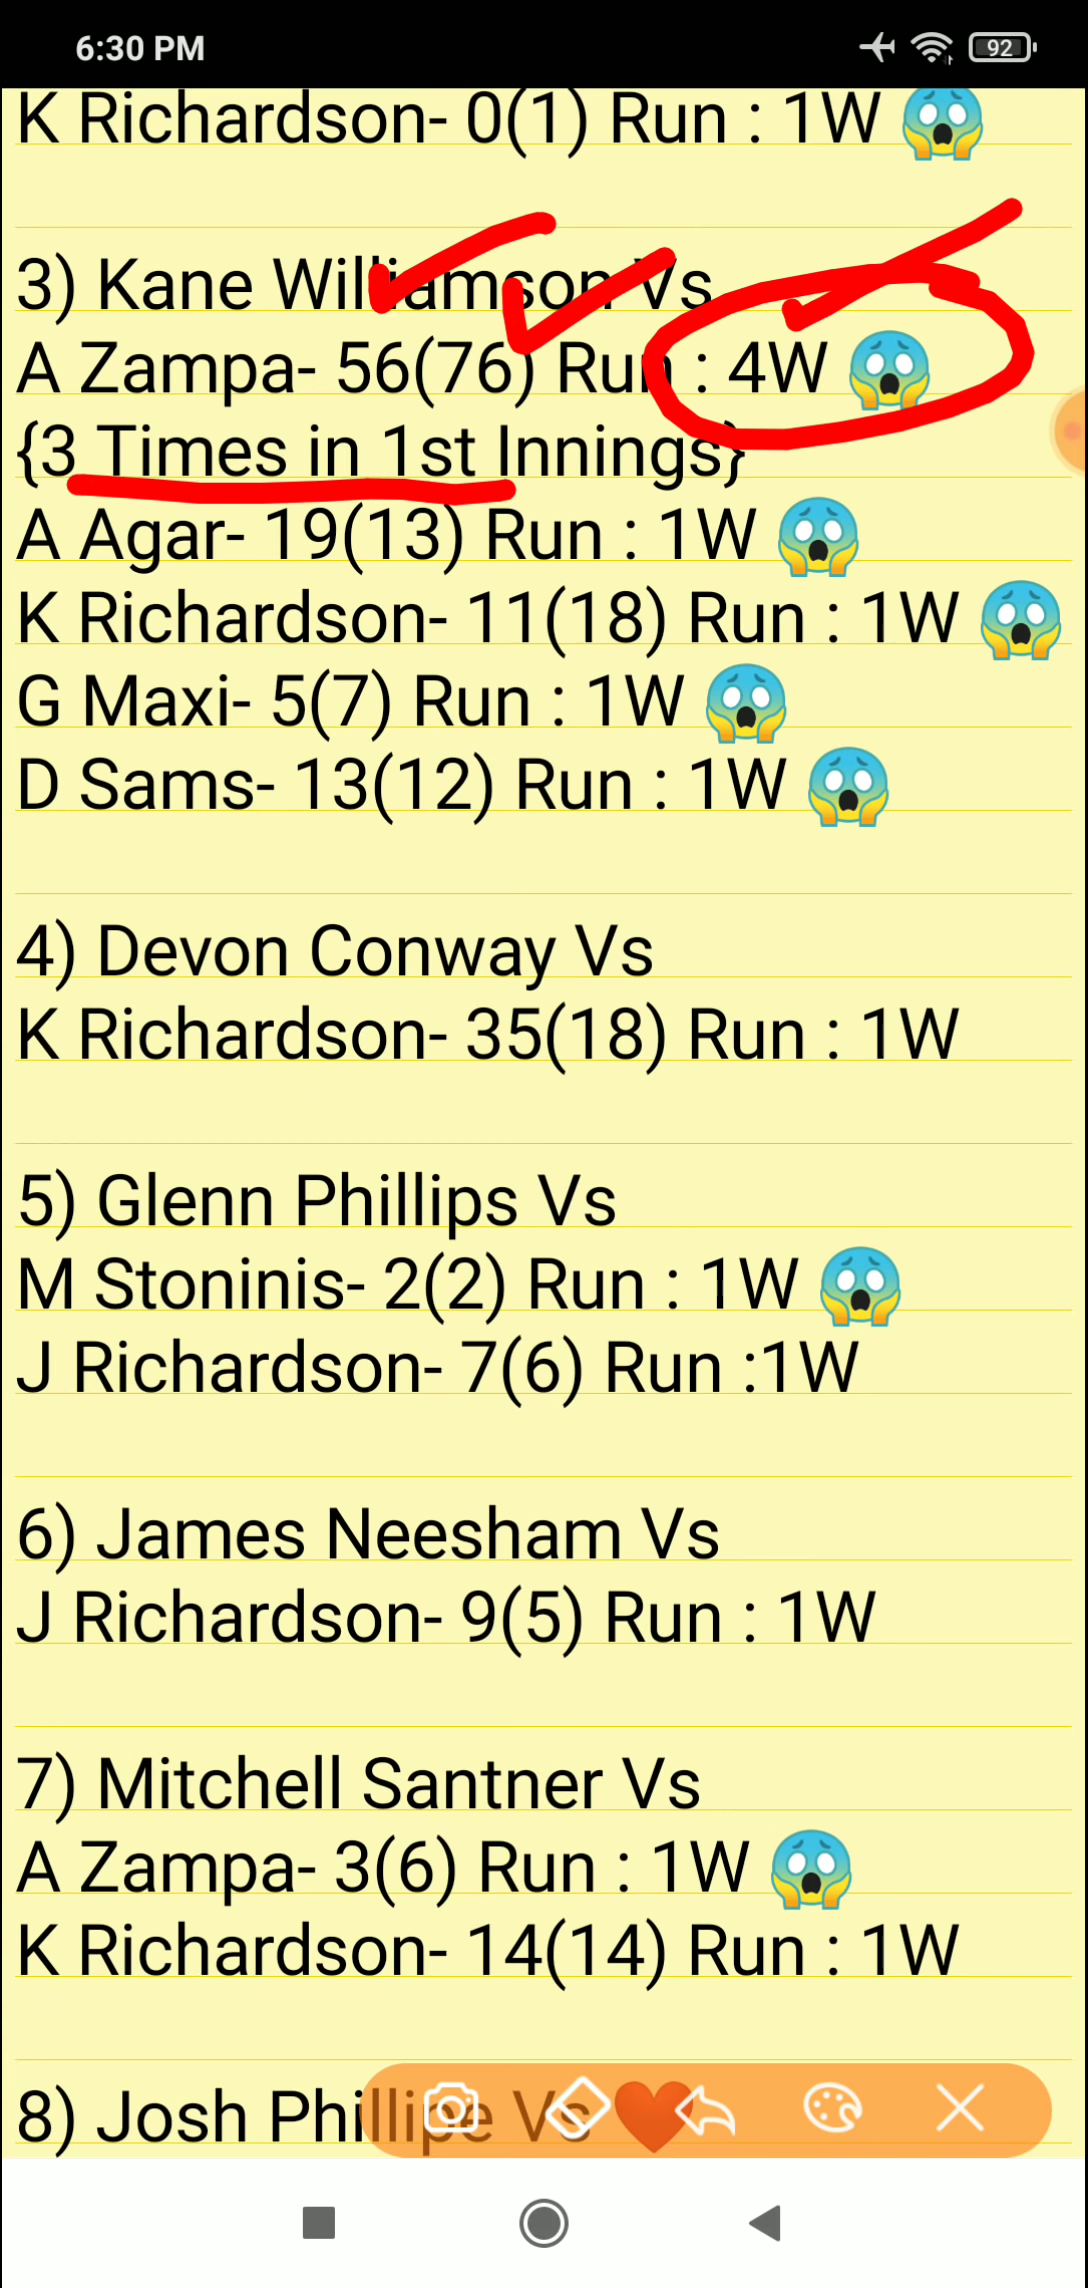 6:30 PM
92
K Richardson- 0(1) Run : 1W 😱
3) Kane Williamson Vs
A Zampa- 56(76) Run : 4W 😱
{3 Times in 1st Innings}
A Agar- 19(13) Run : 1W 😱
K Richardson- 11(18) Run : 1W 😱
G Maxi- 5(7) Run : 1W 😱
D Sams- 13(12) Run : 1W 😱
4) Devon Conway Vs
K Richardson- 35(18) Run : 1W
5) Glenn Phillips Vs
M Stoninis- 2(2) Run : 1W 😱
J Richardson- 7(6) Run :1W
6) James Neesham Vs
J Richardson- 9(5) Run : 1W
7) Mitchell Santner Vs
A Zampa- 3(6) Run : 1W 😱
K Richardson- 14(14) Run : 1W
8) Josh Phillipe Vs ❤️